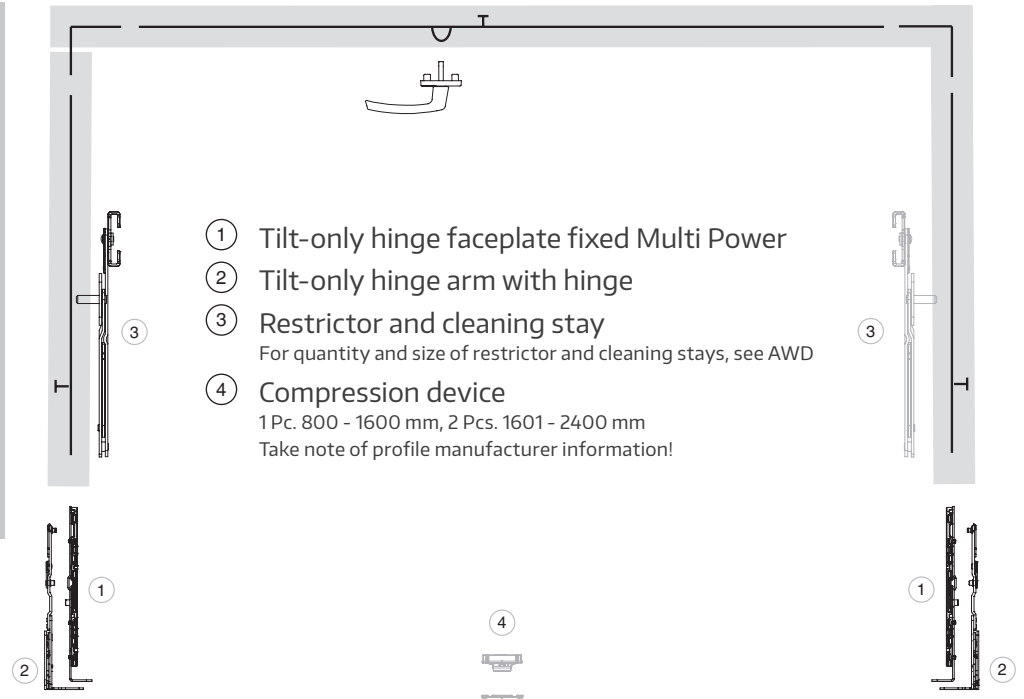 1 Tilt-only hinge faceplate fixed Multi Power
2 Tilt-only hinge arm with hinge
3 Restrictor and cleaning stay
For quantity and size of restrictor and cleaning stays, see AWD
4 Compression device
1 Pc. 800 - 1600 mm, 2 Pcs. 1601 - 2400 mm
Take note of profile manufacturer information!
3
3
1
1
4
2
2